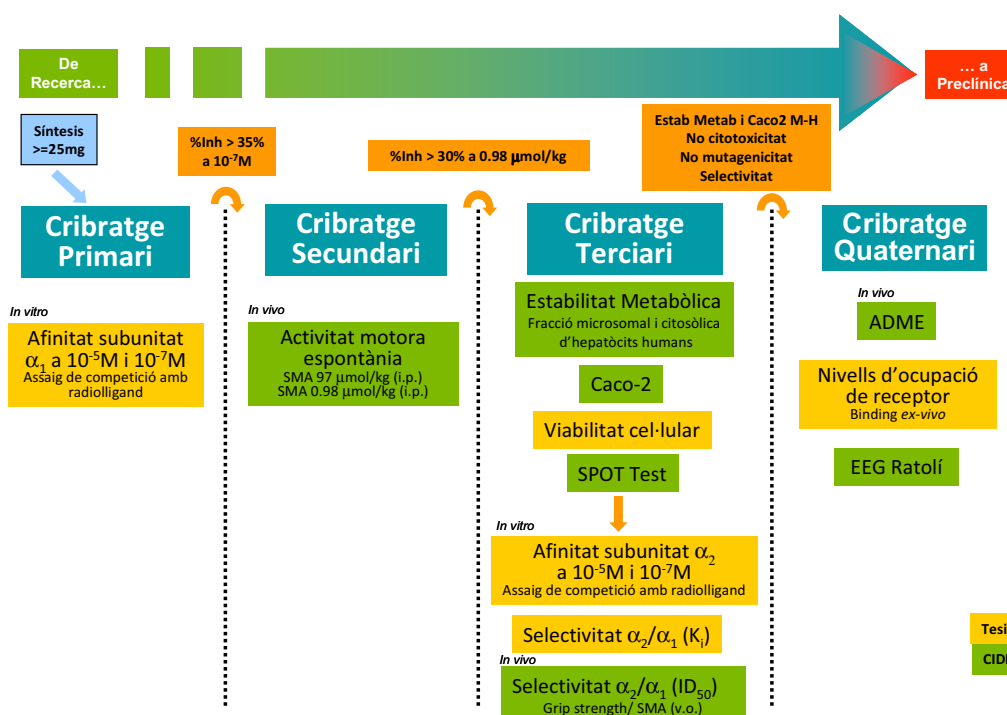 De
Recerca…
… a
Preclínica
Síntesis
>=25mg
%Inh > 35%
a 10⁻⁷M
%Inh > 30% a 0.98 μmol/kg
Estab Metab i Caco2 M-H
No citotoxicitat
No mutagenicitat
Selectivitat
Cribratge
Primari
Cribratge
Secundari
Cribratge
Terciari
Cribratge
Quaternari
In vitro
Afinitat subunitat
α₁ a 10⁻⁵M i 10⁻⁷M
Assaig de competició amb
radiolligand
In vivo
Activitat motora
espontània
SMA 97 μmol/kg (i.p.)
SMA 0.98 μmol/kg (i.p.)
Estabilitat Metabòlica
Fracció microsomal i citosòlica
d’hepatòcits humans
Caco-2
Viabilitat cel·lular
SPOT Test
In vitro
Afinitat subunitat α₂
a 10⁻⁵M i 10⁻⁷M
Assaig de competició amb radiolligand
Selectivitat α₂/α₁ (Kᵢ)
In vivo
Selectivitat α₂/α₁ (ID₅₀)
Grip strength/ SMA (v.o.)
In vivo
ADME
Nivells d’ocupació
de receptor
Binding ex-vivo
EEG Ratolí
Tesi